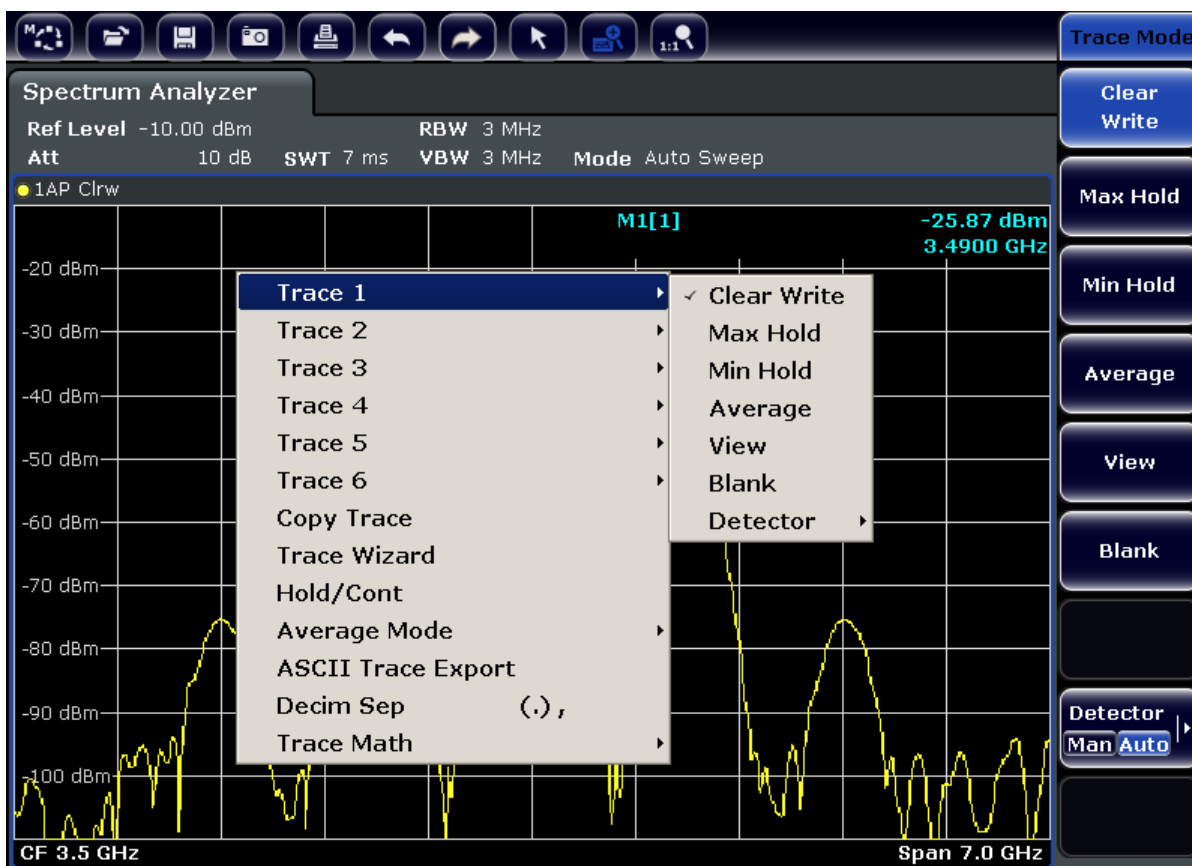 1:1
Trace Mode
Spectrum Analyzer
Ref Level -10.00 dBm RBW 3 MHz
Att 10 dB SWT 7 ms VBW 3 MHz Mode Auto Sweep
1AP Clrw
M1[1] -25.87 dBm
3.4900 GHz
-20 dBm
-30 dBm
-40 dBm
-50 dBm
-60 dBm
-70 dBm
-80 dBm
-90 dBm
-100 dBm
Trace 1
Trace 2
Trace 3
Trace 4
Trace 5
Trace 6
Copy Trace
Trace Wizard
Hold/Cont
Average Mode
ASCII Trace Export
Decim Sep (.) ,
Trace Math
Clear Write
Max Hold
Min Hold
Average
View
Blank
Detector
CF 3.5 GHz Span 7.0 GHz
Clear
Write
Max Hold
Min Hold
Average
View
Blank
Detector
Man Auto